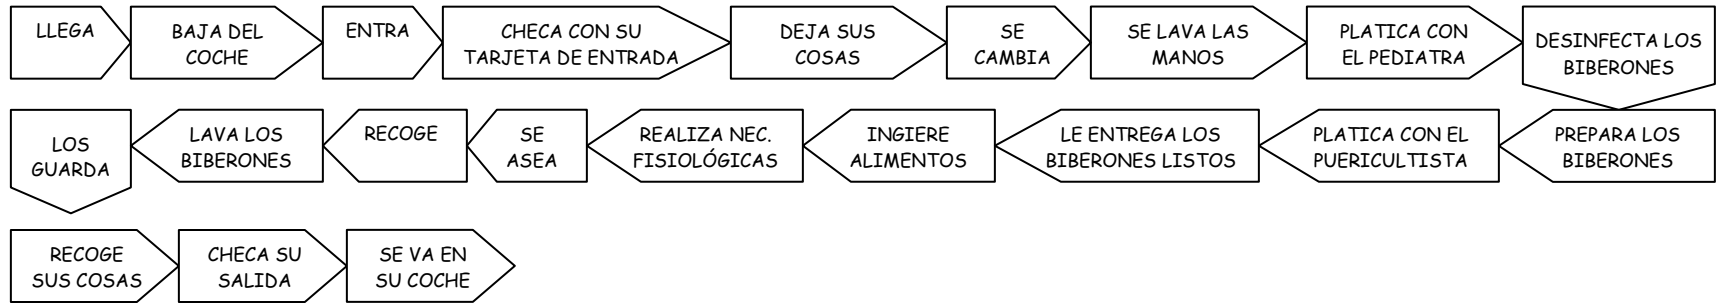 LLEGA
BAJA DEL
COCHE
ENTRA
CHECA CON SU
TARJETA DE ENTRADA
DEJA SUS
COSAS
SE
CAMBIA
SE LAVA LAS
MANOS
PLATICA CON
EL PEDIATRA
DESINFECTA LOS
BIBERONES
PREPARA LOS
BIBERONES
PLATICA CON EL
PUERICULTISTA
LE ENTREGA LOS
BIBERONES LISTOS
INGIERE
ALIMENTOS
REALIZA NEC.
FISIOLÓGICAS
SE
ASEA
RECOGE
LAVA LOS
BIBERONES
LOS
GUARDA
RECOGE
SUS COSAS
CHECA SU
SALIDA
SE VA EN
SU COCHE